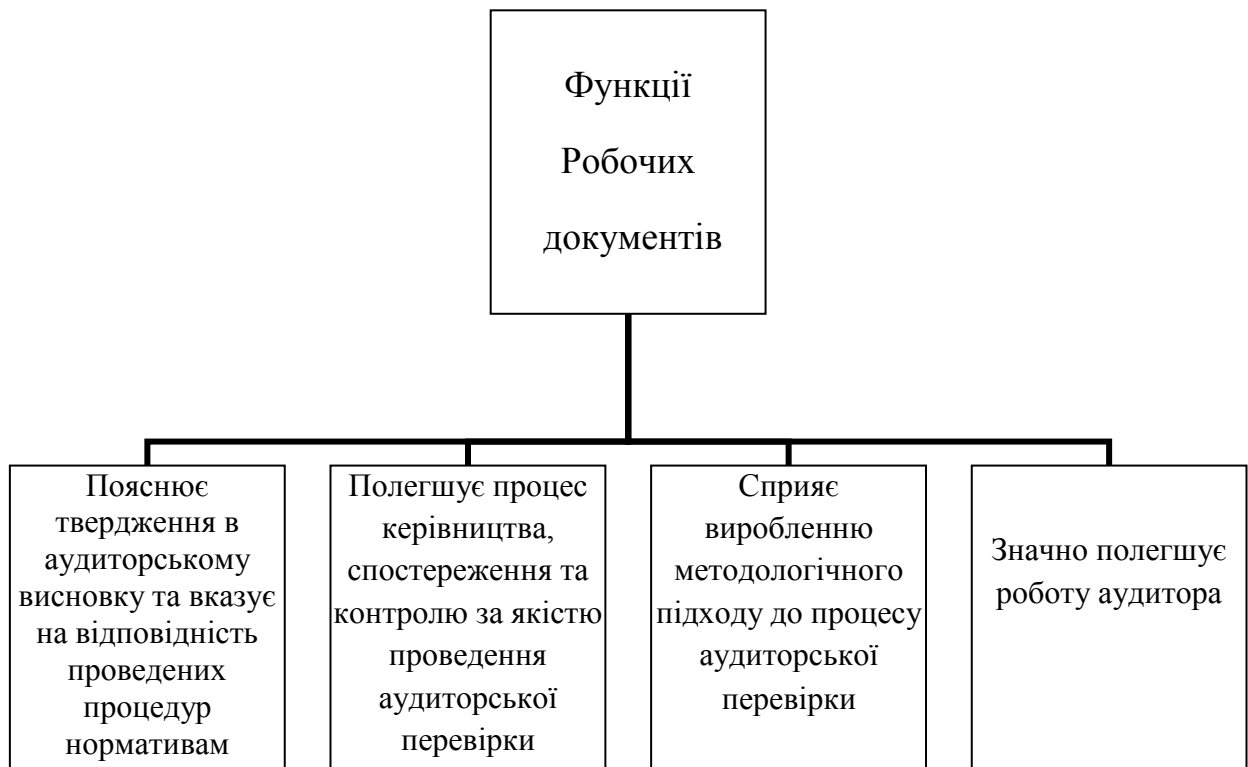 Функції
Робочих
документів
Пояснює
твердження в
аудиторському
висновку та вказує
на відповідність
проведених
процедур
нормативам
Полегшує процес
керівництва,
спостереження та
контролю за якістю
проведення
аудиторської
перевірки
Сприяє
виробленню
методологічного
підходу до процесу
аудиторської
перевірки
Значно полегшує
роботу аудитора